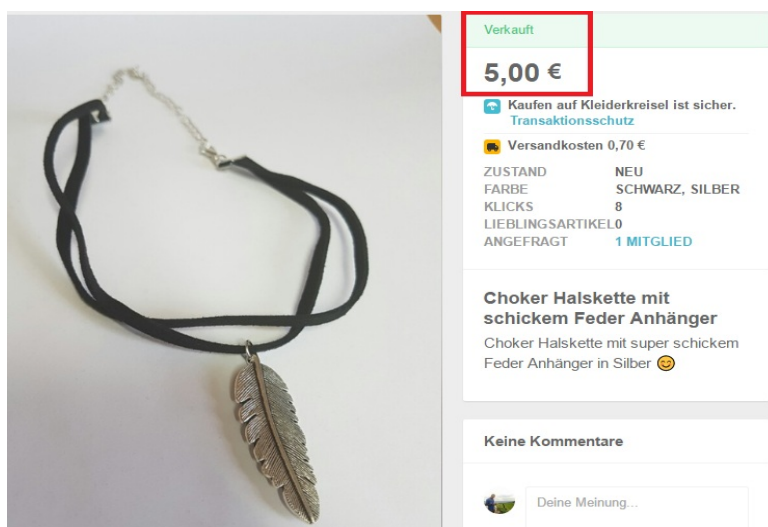 Verkauft
5,00 €
Kaufen auf Kleiderkreisel ist sicher.
Transaktionsschutz
Versandkosten 0,70 €
ZUSTAND NEU
FARBE SCHWARZ, SILBER
KLICKS 8
LIEBLINGSARTIKEL0
ANGEFRAGT 1 MITGLIED
Choker Halskette mit
schickem Feder Anhänger
Choker Halskette mit super schickem
Feder Anhänger in Silber 😊
Keine Kommentare
Deine Meinung...